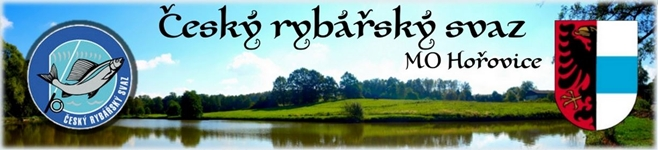 Český rybářský svaz
MO Hořovice
ČESKÝ RYBÁŘSKÝ SVAZ